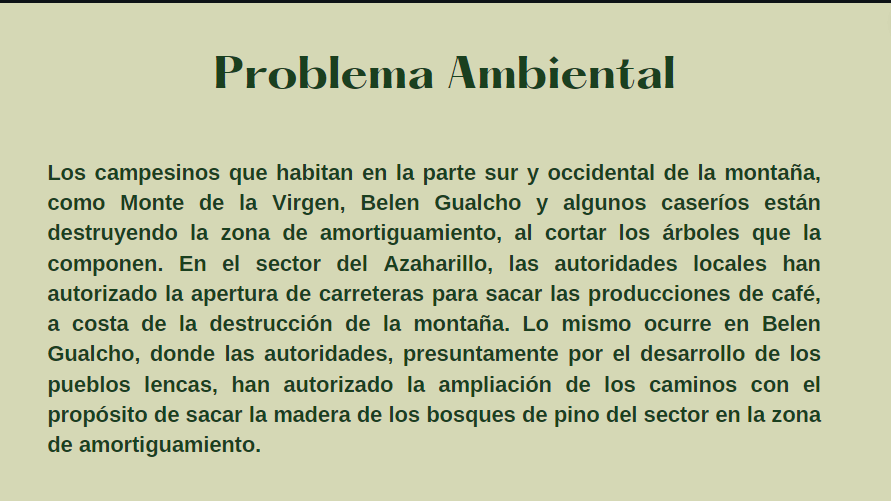 Problema Ambiental
Los campesinos que habitan en la parte sur y occidental de la montaña,
como Monte de la Virgen, Belen Gualcho y algunos caseríos están
destruyendo la zona de amortiguamiento, al cortar los árboles que la
componen. En el sector del Azaharillo, las autoridades locales han
autorizado la apertura de carreteras para sacar las producciones de café,
a costa de la destrucción de la montaña. Lo mismo ocurre en Belen
Gualcho, donde las autoridades, presuntamente por el desarrollo de los
pueblos lencas, han autorizado la ampliación de los caminos con el
propósito de sacar la madera de los bosques de pino del sector en la zona
de amortiguamiento.